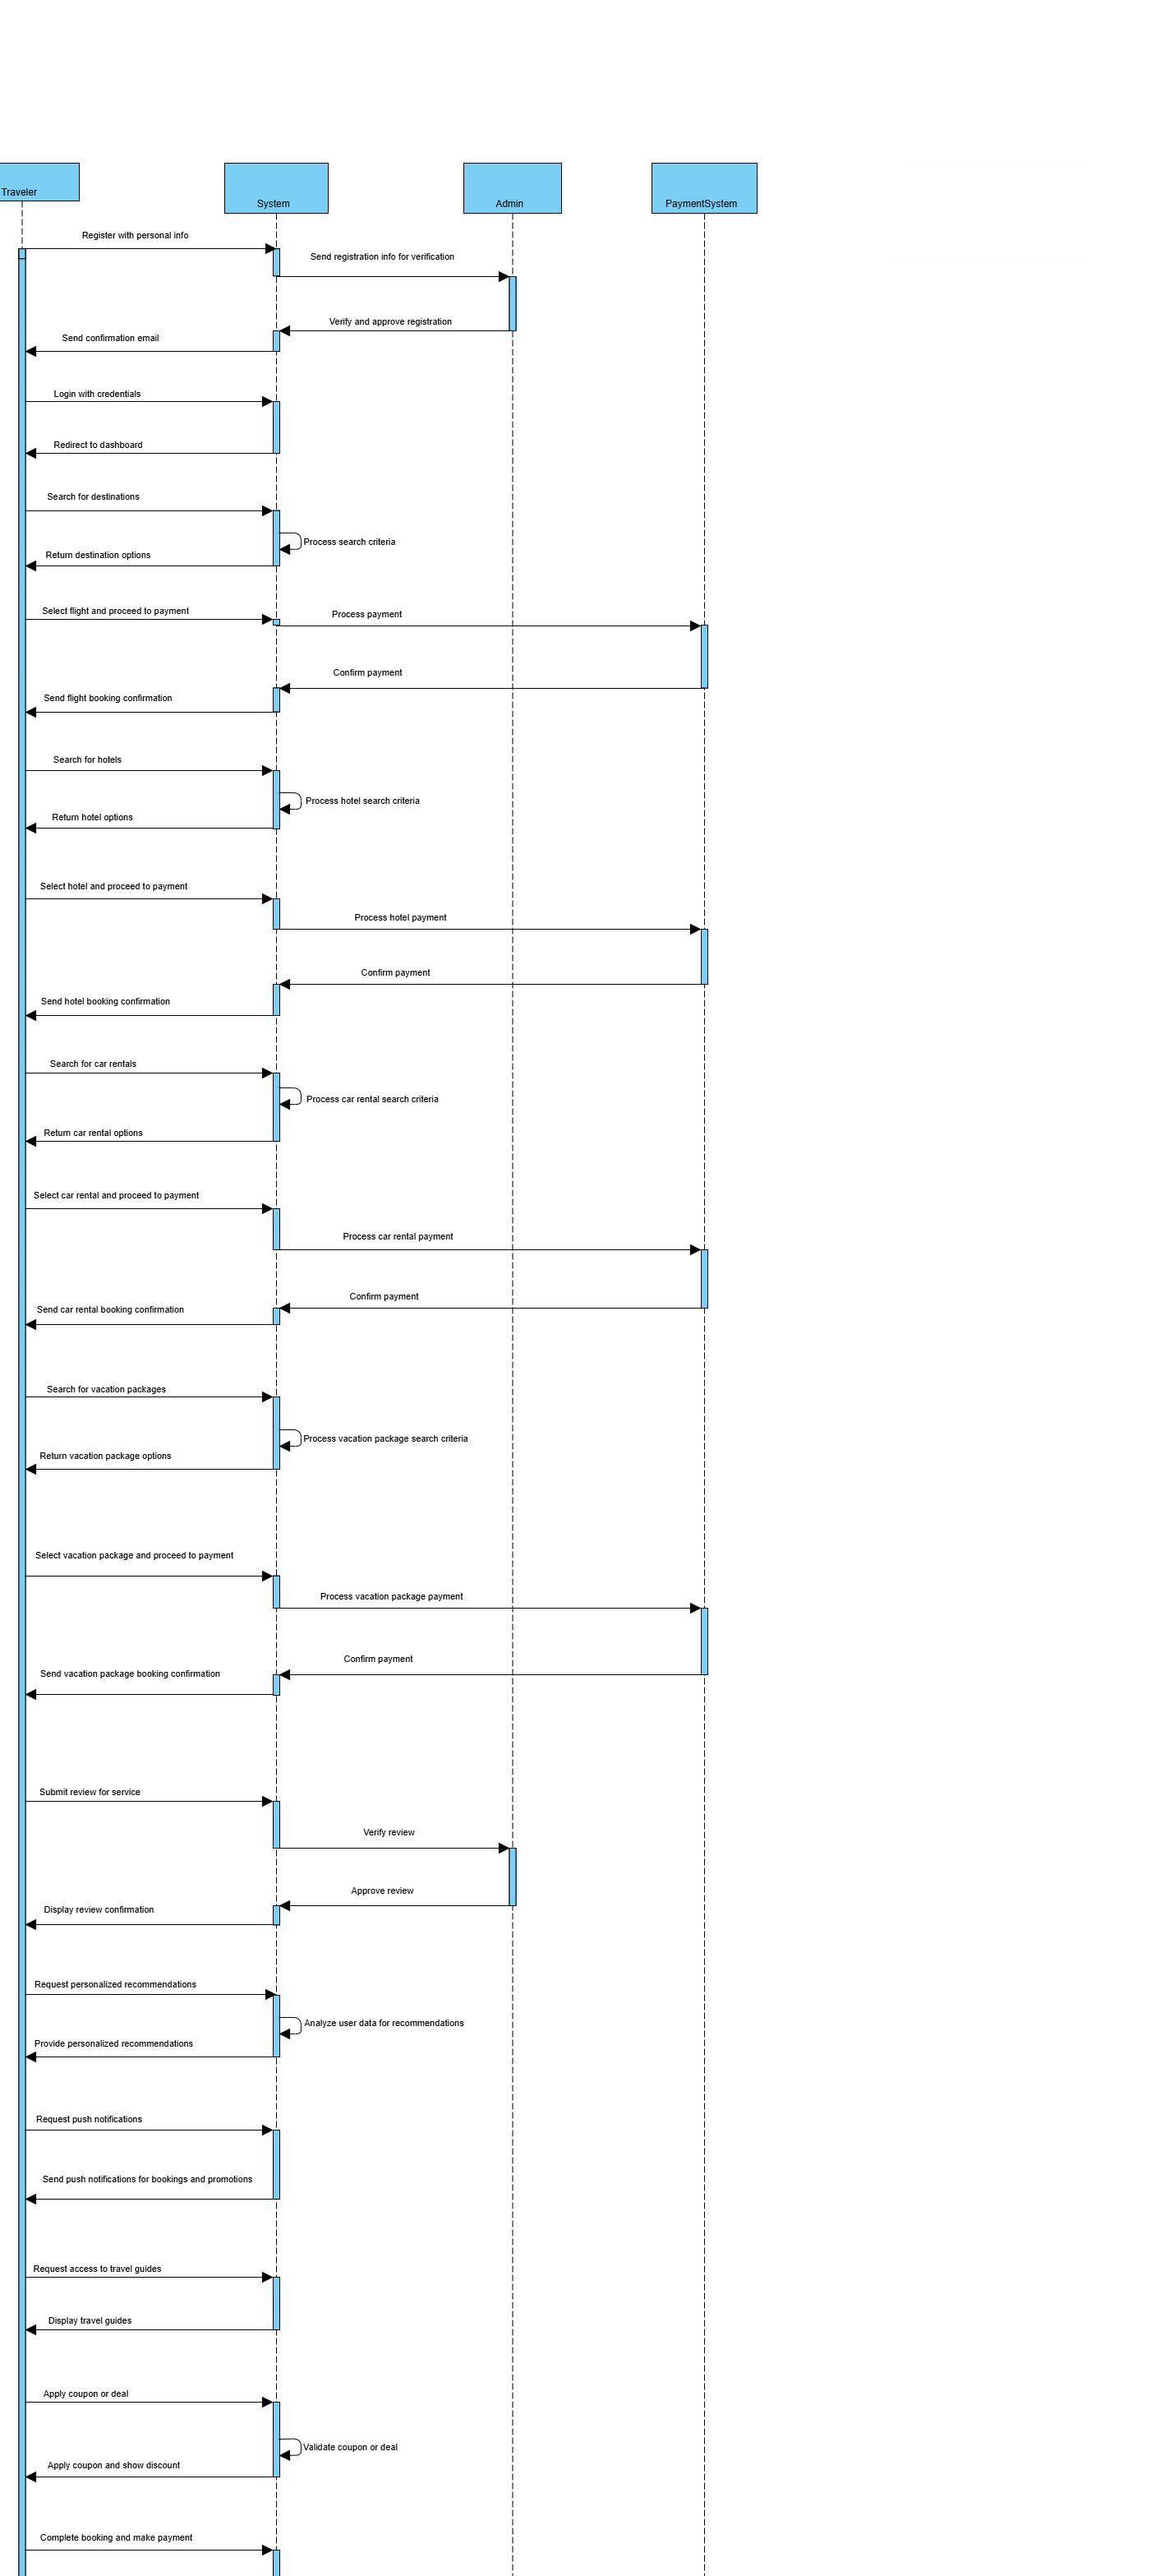 Traveler
System
Admin
PaymentSystem
Register with personal info
Send registration info for verification
Verify and approve registration
Send confirmation email
Login with credentials
Redirect to dashboard
Search for destinations
Process search criteria
Return destination options
Select flight and proceed to payment
Process payment
Confirm payment
Send flight booking confirmation
Search for hotels
Process hotel search criteria
Return hotel options
Select hotel and proceed to payment
Process hotel payment
Confirm payment
Send hotel booking confirmation
Search for car rentals
Process car rental search criteria
Return car rental options
Select car rental and proceed to payment
Process car rental payment
Confirm payment
Send car rental booking confirmation
Search for vacation packages
Process vacation package search criteria
Return vacation package options
Select vacation package and proceed to payment
Process vacation package payment
Confirm payment
Send vacation package booking confirmation
Submit review for service
Verify review
Approve review
Display review confirmation
Request personalized recommendations
Analyze user data for recommendations
Provide personalized recommendations
Request push notifications
Send push notifications for bookings and promotions
Request access to travel guides
Display travel guides
Apply coupon or deal
Validate coupon or deal
Apply coupon and show discount
Complete booking and make payment